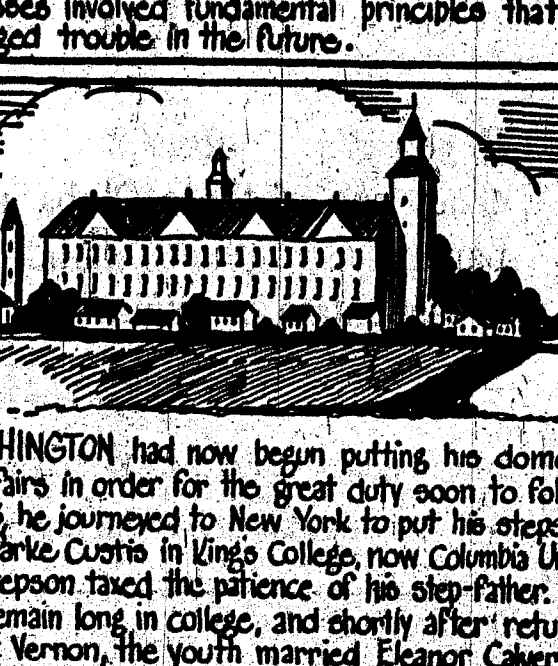 sses involved fundamental principles that
ged trouble in the future.
HINGTON had now begun putting his dome
fairs in order for the great duty soon to fol
, he journeyed to New York to put his steps
arke Custis in King's College, now Columbia U
epson taxed the patience of his step-father.
emain long in college, and shortly after retu
Vernon, the youth married Eleanor Calver